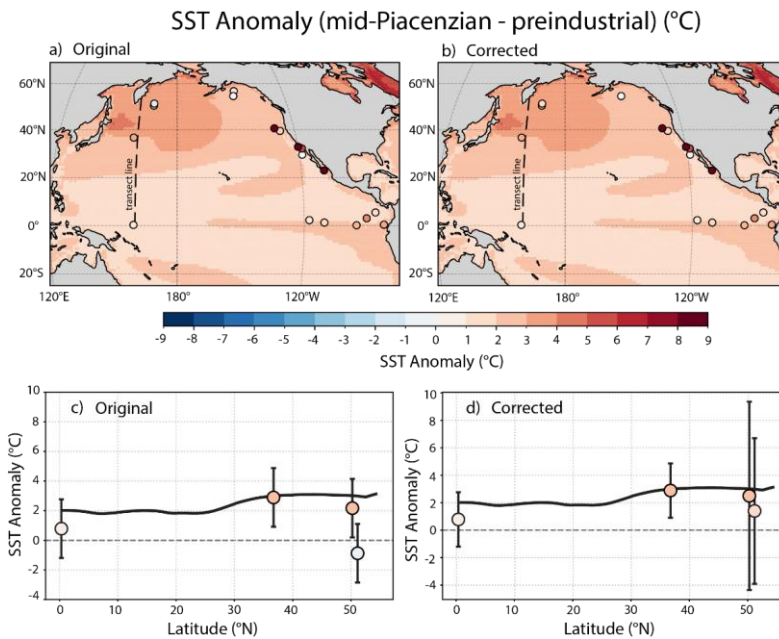 SST Anomaly (mid-Piacenzian - preindustrial) (°C)
a) Original
b) Corrected
60°N
60°N
40°N
40°N
20°N
20°N
0°
0°
20°S
20°S
transect line
transect line
120°E 180° 120°W
120°E 180° 120°W
-9 -8 -7 -6 -5 -4 -3 -2 -1 0 1 2 3 4 5 6 7 8 9
SST Anomaly (°C)
c) Original
SST Anomaly (°C)
10
8
6
4
2
0
-2
-4
0 10 20 30 40 50
Latitude (°N)
d) Corrected
SST Anomaly (°C)
10
8
6
4
2
0
-2
-4
0 10 20 30 40 50
Latitude (°N)